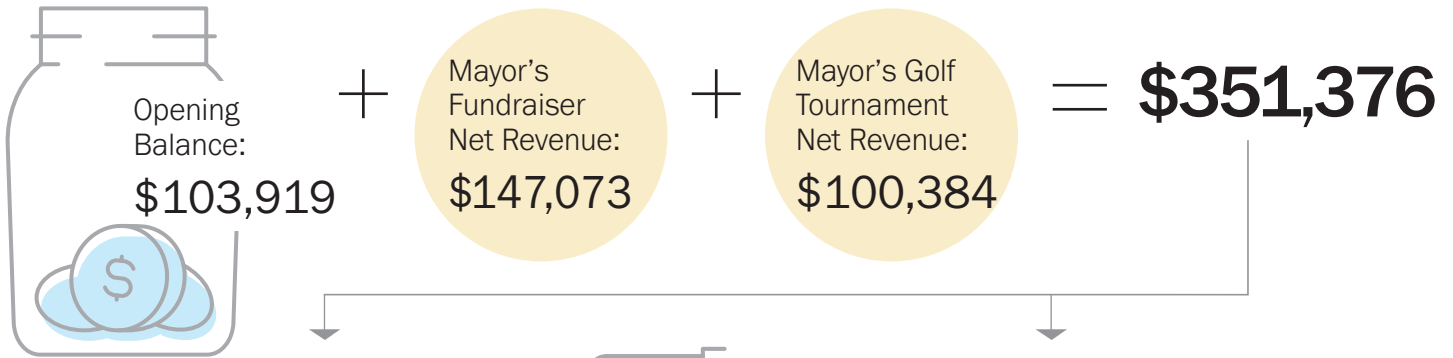 Opening
Balance:
$103,919
+
Mayor's
Fundraiser
Net Revenue:
$147,073
+
Mayor's Golf
Tournament
Net Revenue:
$100,384
=
$351,376
$